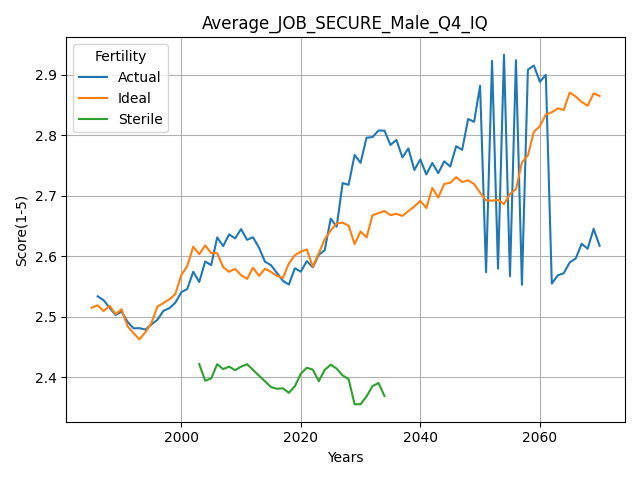 Average_JOB_SECURE_Male_Q4_IQ
Fertility
Actual
Ideal
Sterile
Score(1-5)
2.9
2.8
2.7
2.6
2.5
2.4
2000
2020
2040
2060
Years